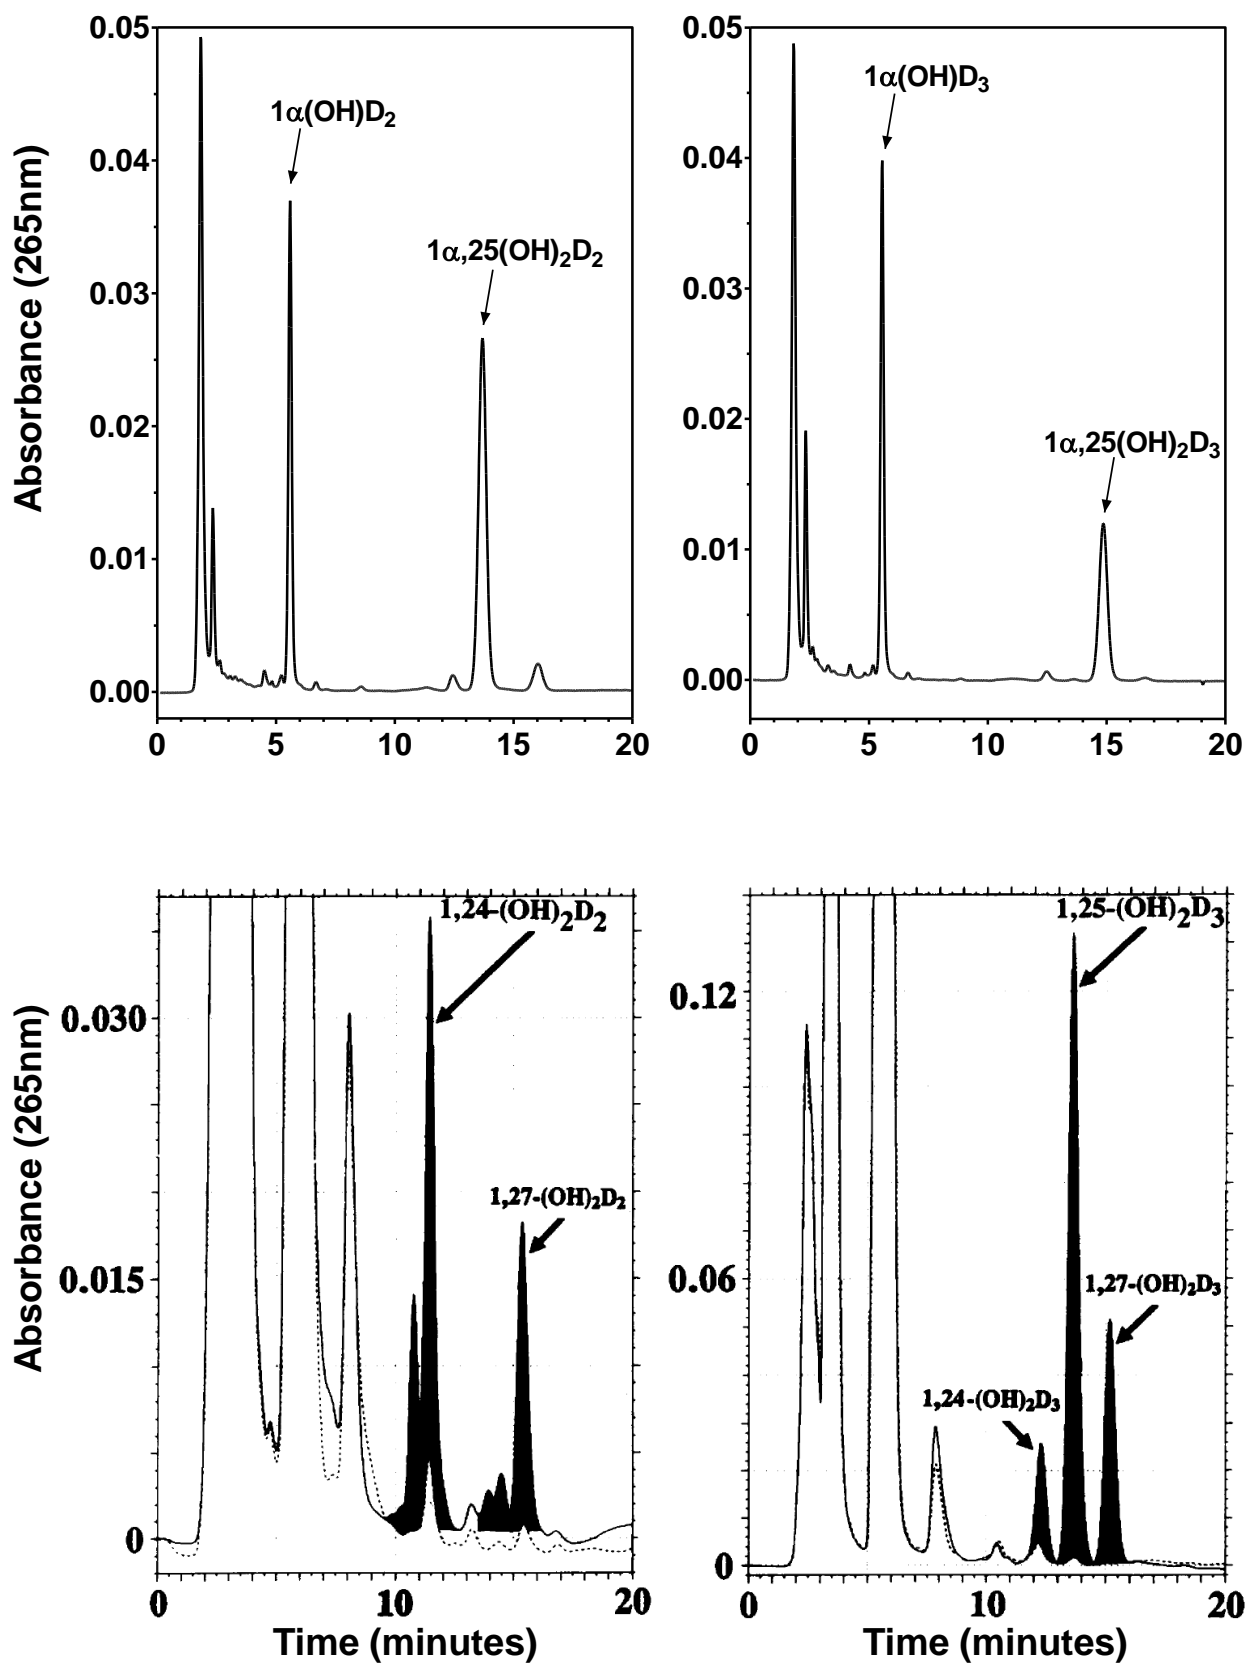 Absorbance (265nm)
0.05
0.04
0.03
0.02
0.01
0.00
1α(OH)D₂
1α,25(OH)₂D₂
0 5 10 15 20
0.05
0.04
0.03
0.02
0.01
0.00
1α(OH)D₃
1α,25(OH)₂D₃
0 5 10 15 20
Absorbance (265nm)
0.030
0.015
0
1,24-(OH)₂D₂
1,27-(OH)₂D₂
0 10 20
Time (minutes)
0.12
0.06
0
1,25-(OH)₂D₃
1,27-(OH)₂D₃
1,24-(OH)₂D₃
0 10 20
Time (minutes)